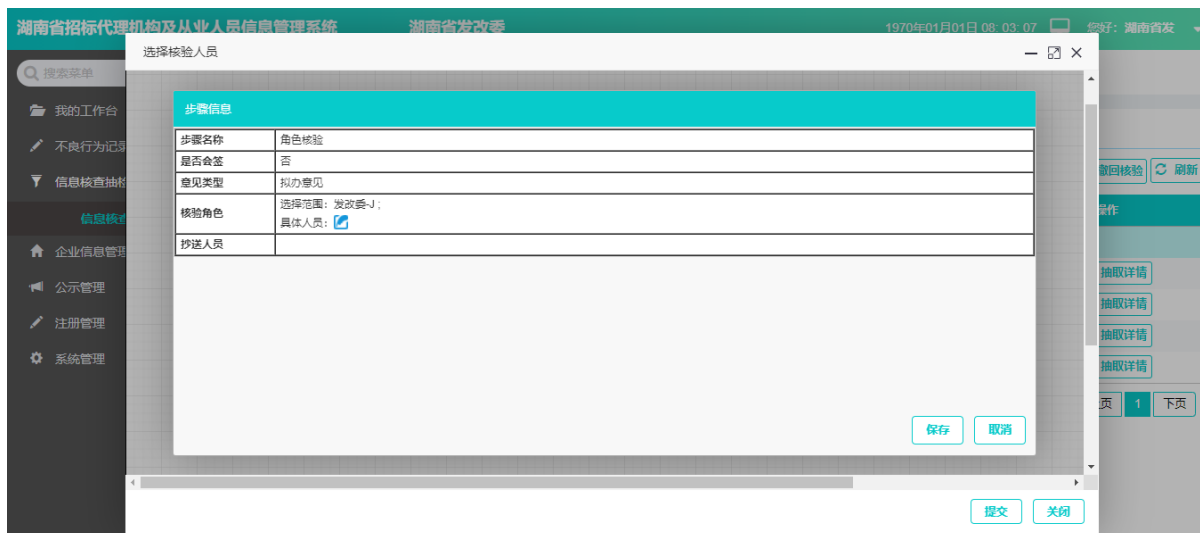 湖南省招标代理机构及从业人员信息管理系统 湖南省发改委 1970年01月01日 08:03:07 您好：湖南省发
选择核验人员
搜索菜单
我的工作台
不良行为记录
信息核查抽检
信息核查
企业信息管理
公示管理
注册管理
系统管理
步骤信息
步骤名称 角色核验
是否会签 否
意见类型 拟办意见
核验角色 选择范围：发改委-J；
具体人员：
抄送人员
保存 取消
提交 关闭
撤回核验 刷新
操作
抽取详情
抽取详情
抽取详情
抽取详情
页 1 下页